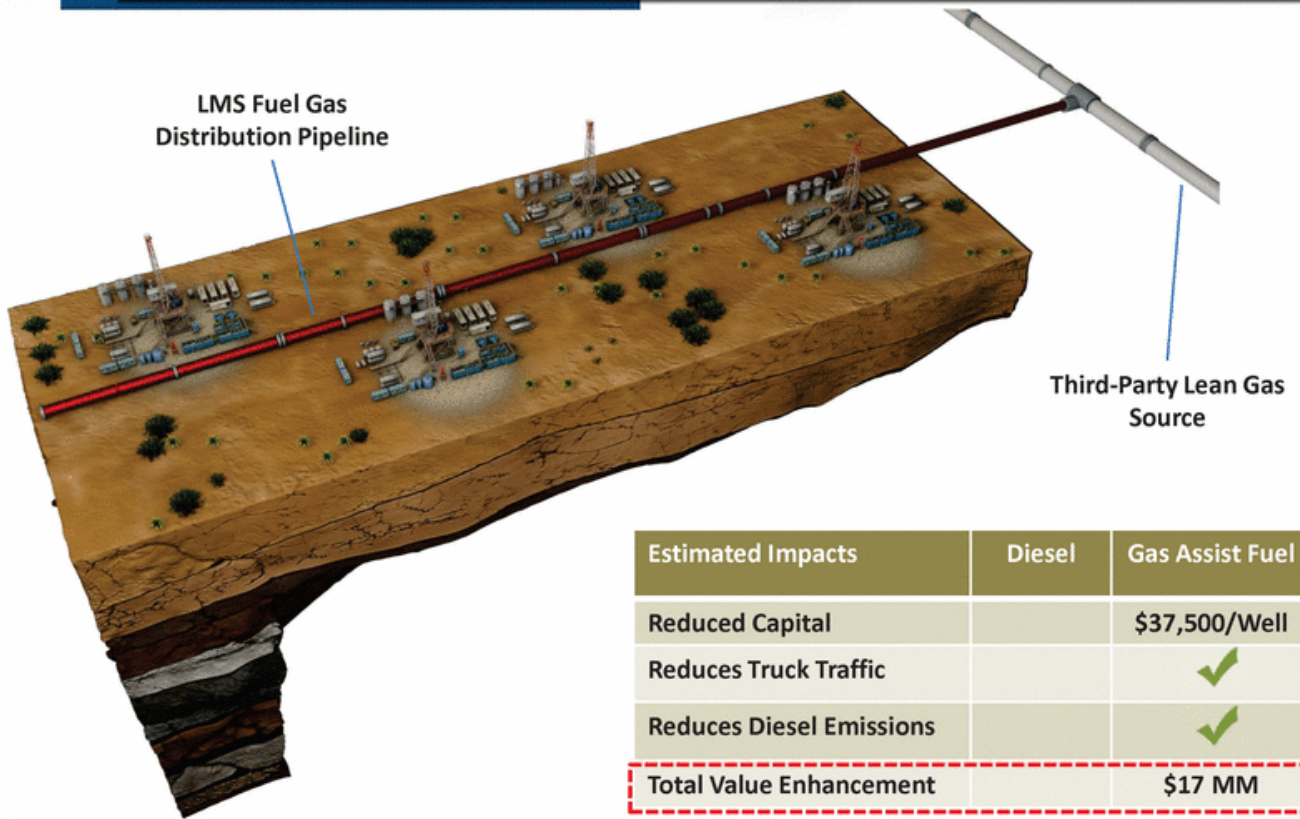 LMS Fuel Gas
Distribution Pipeline
Third-Party Lean Gas
Source
Estimated Impacts Diesel Gas Assist Fuel
Reduced Capital $37,500/Well
Reduces Truck Traffic ✓
Reduces Diesel Emissions ✓
Total Value Enhancement $17 MM